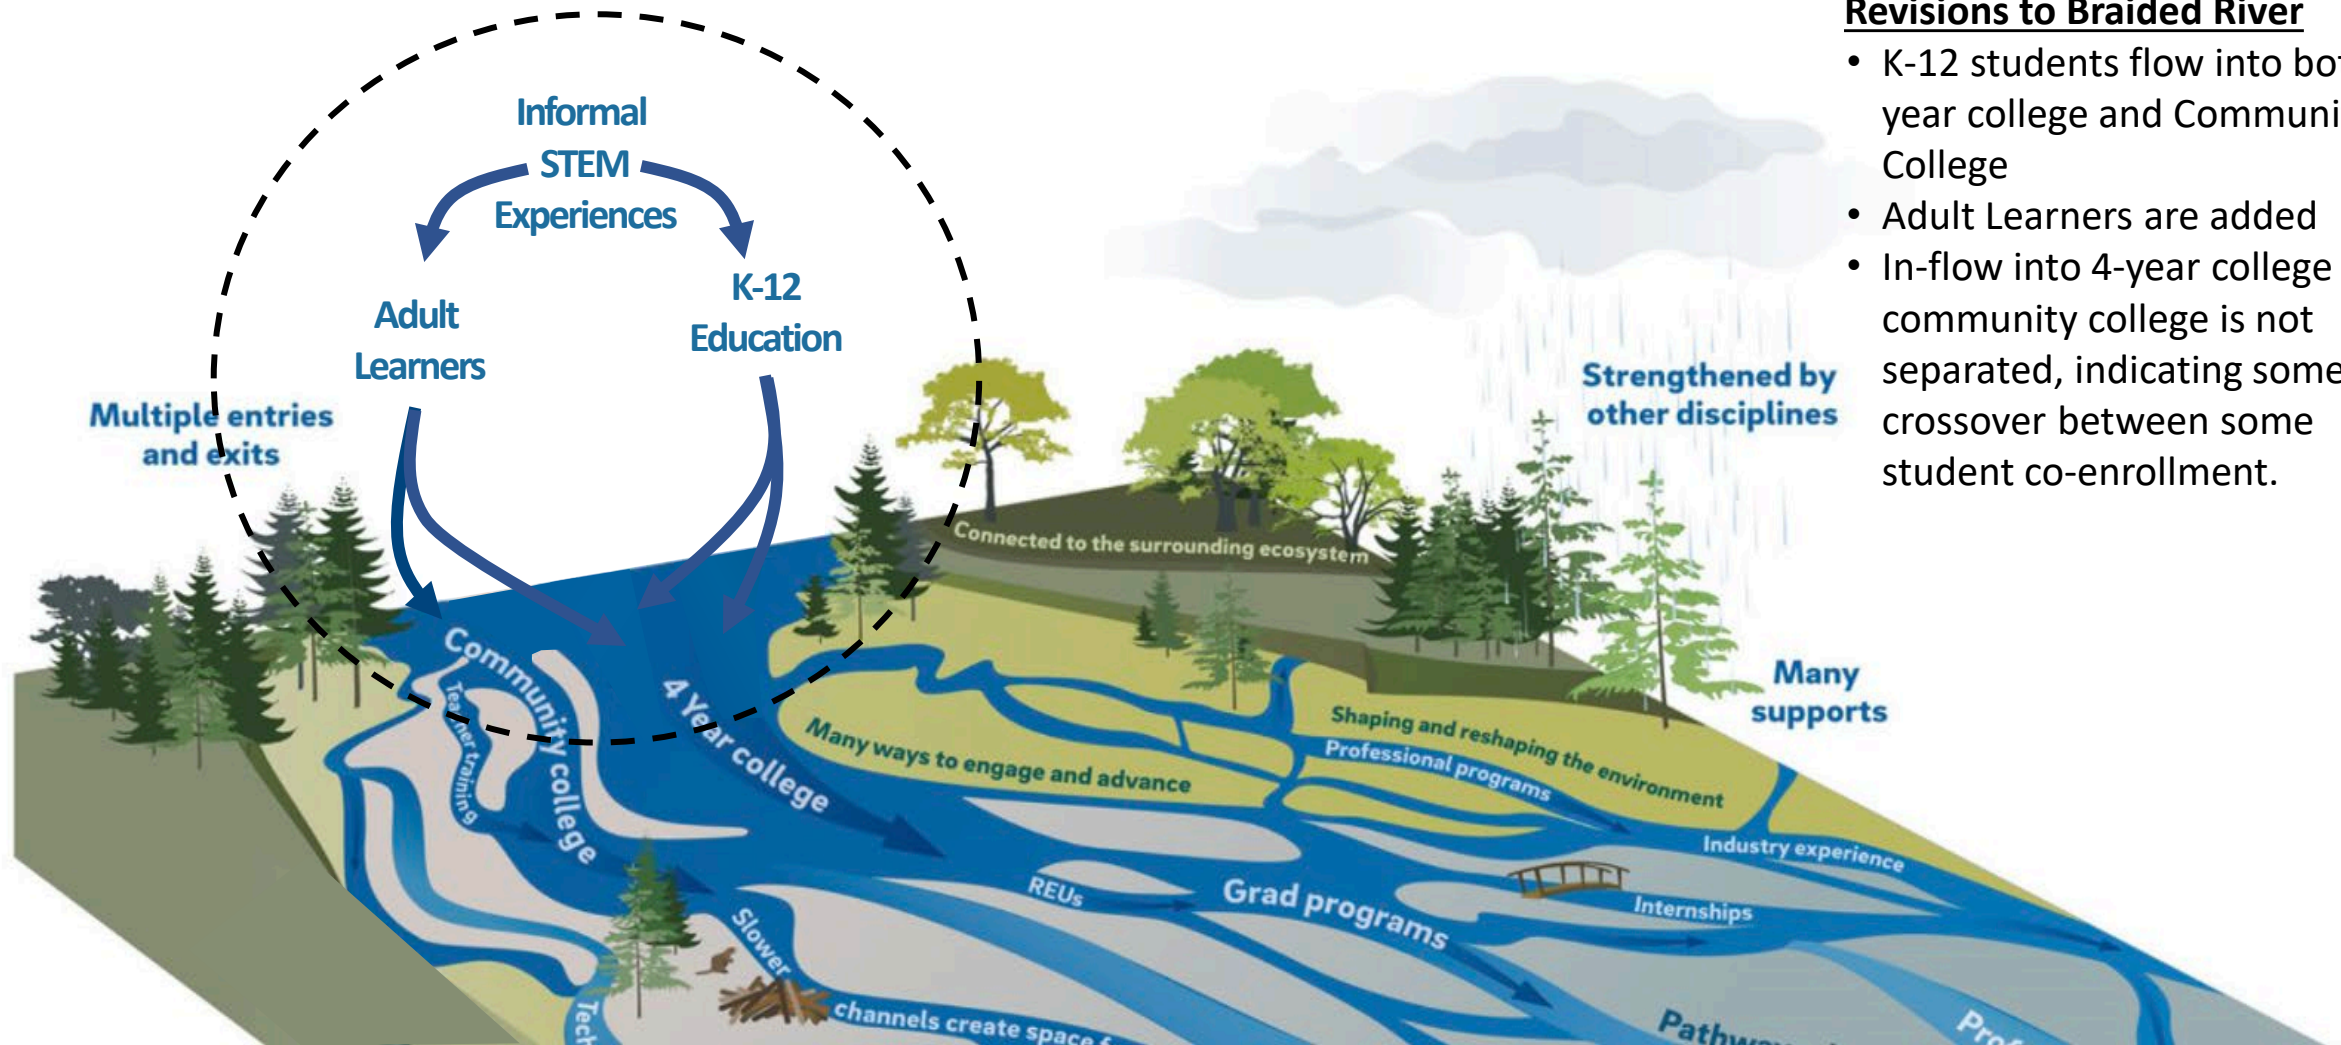 Revisions to Braided River
• K-12 students flow into
year college and
College
• Adult Learners are added
• In-flow into 4-year college
community college is not
separated, indicating some
crossover between some
student co-enrollment.
Informal
STEM
Experiences
Adult
Learners
K-12
Education
Multiple entries
and exits
Strengthened by
other disciplines
Connected to the surrounding ecosystem
Many
supports
Community college
Teacher training
4 Year college
Many ways to engage and advance
Shaping and reshaping the environment
Professional programs
Industry experience
REUs
Grad programs
Internships
Slower
channels create space